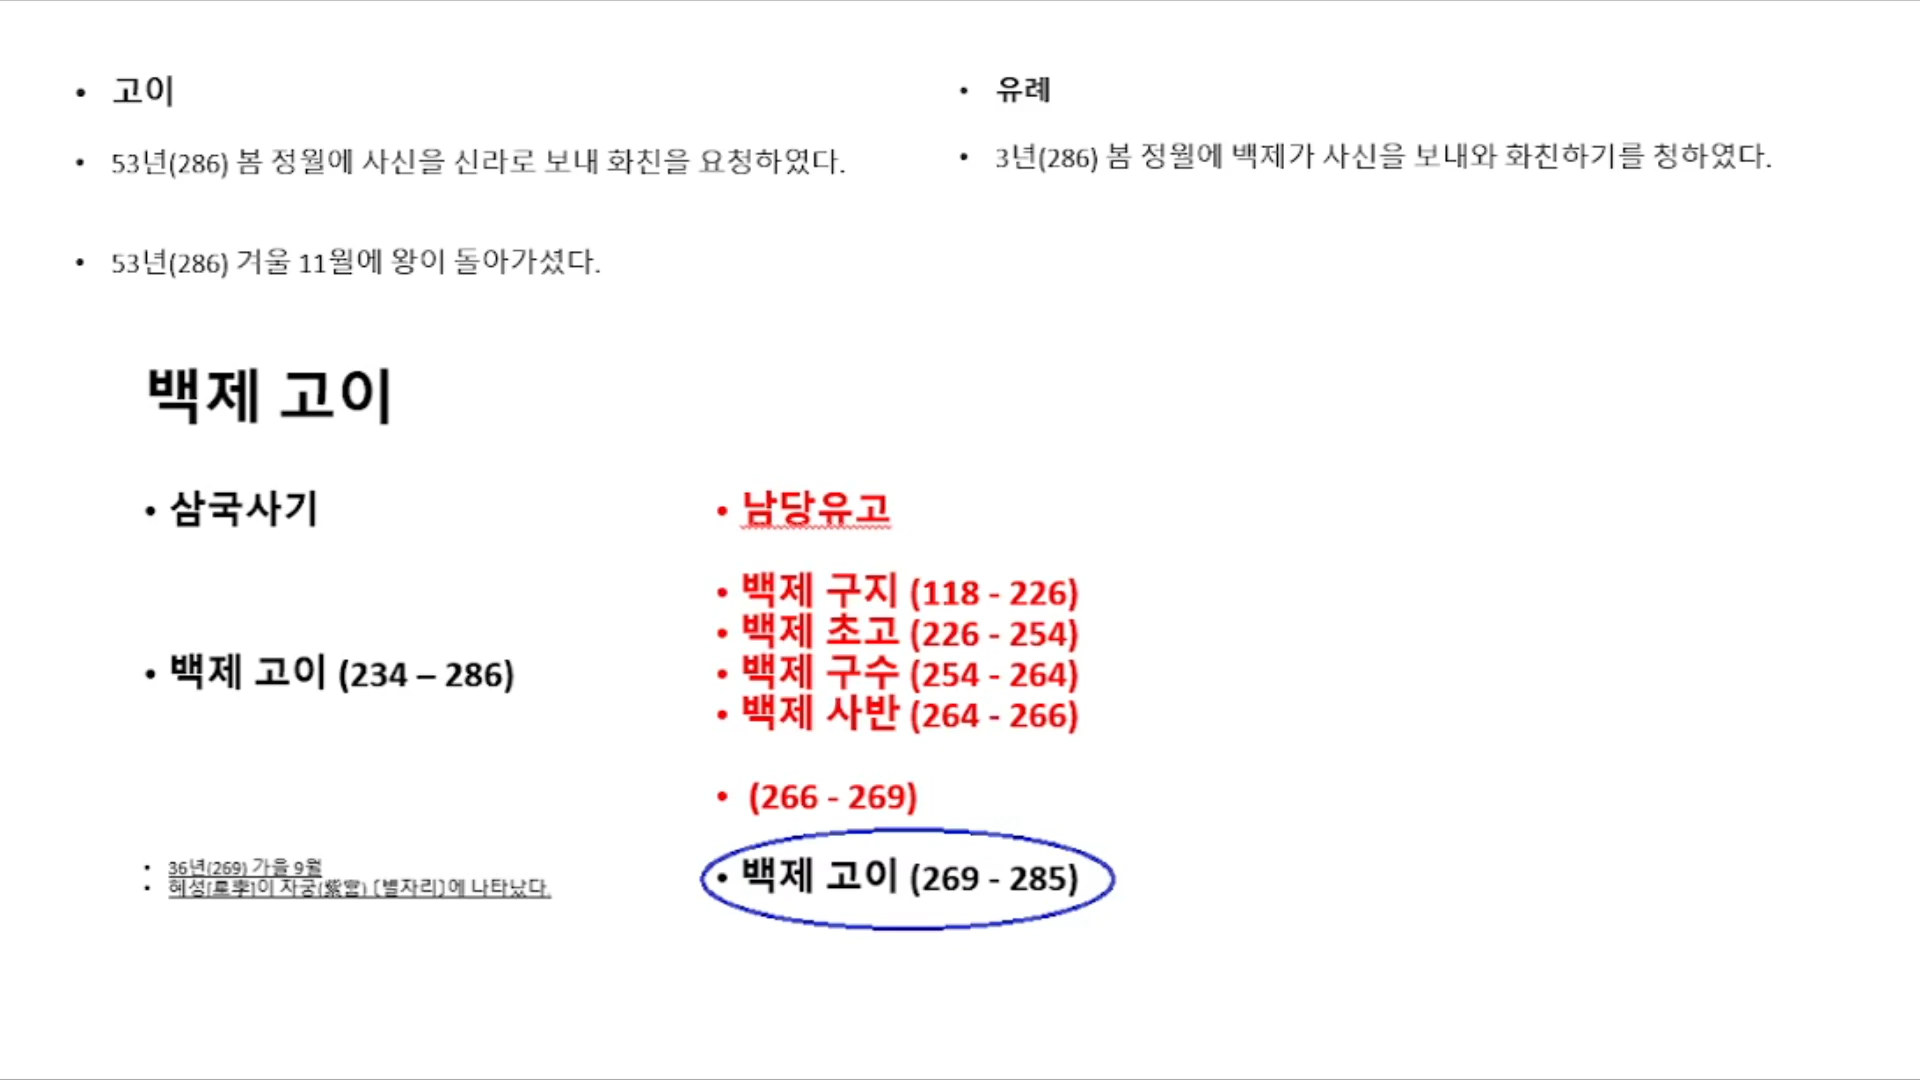 • 고이
• 53년(286) 봄 정월에 사신을 신라로 보내 화친을 요청하였다.
• 53년(286) 겨울 11월에 왕이 돌아가셨다.
• 유례
• 3년(286) 봄 정월에 백제가 사신을 보내와 화친하기를 청하였다.
백제 고이
• 삼국사기
• 백제 고이 (234 – 286)
• 36년(269) 가을 9월
• 혜성[星孛]이 자궁(紫宮) [별자리]에 나타났다.
• 남당유고
• 백제 구지 (118 - 226)
• 백제 초고 (226 - 254)
• 백제 구수 (254 - 264)
• 백제 사반 (264 - 266)
• (266 - 269)
• 백제 고이 (269 - 285)